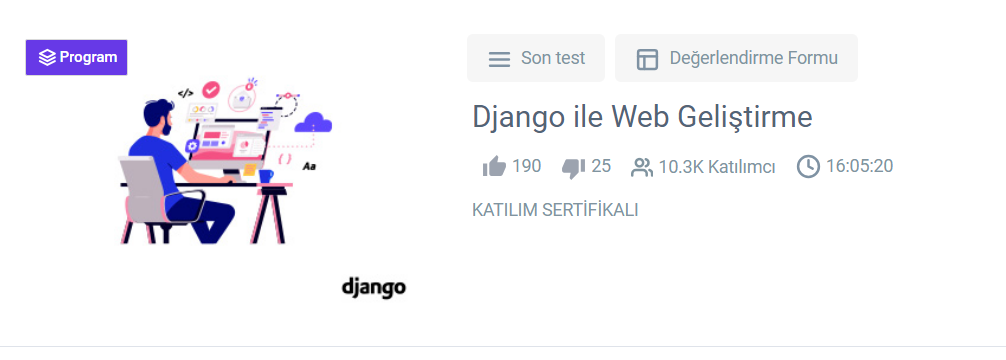 Program
Son test
Değerlendirme Formu
Django ile Web Geliştirme
190
25
10.3K Katılımcı
16:05:20
KATILIM SERTİFİKALI
</>
{ }
Aa
django